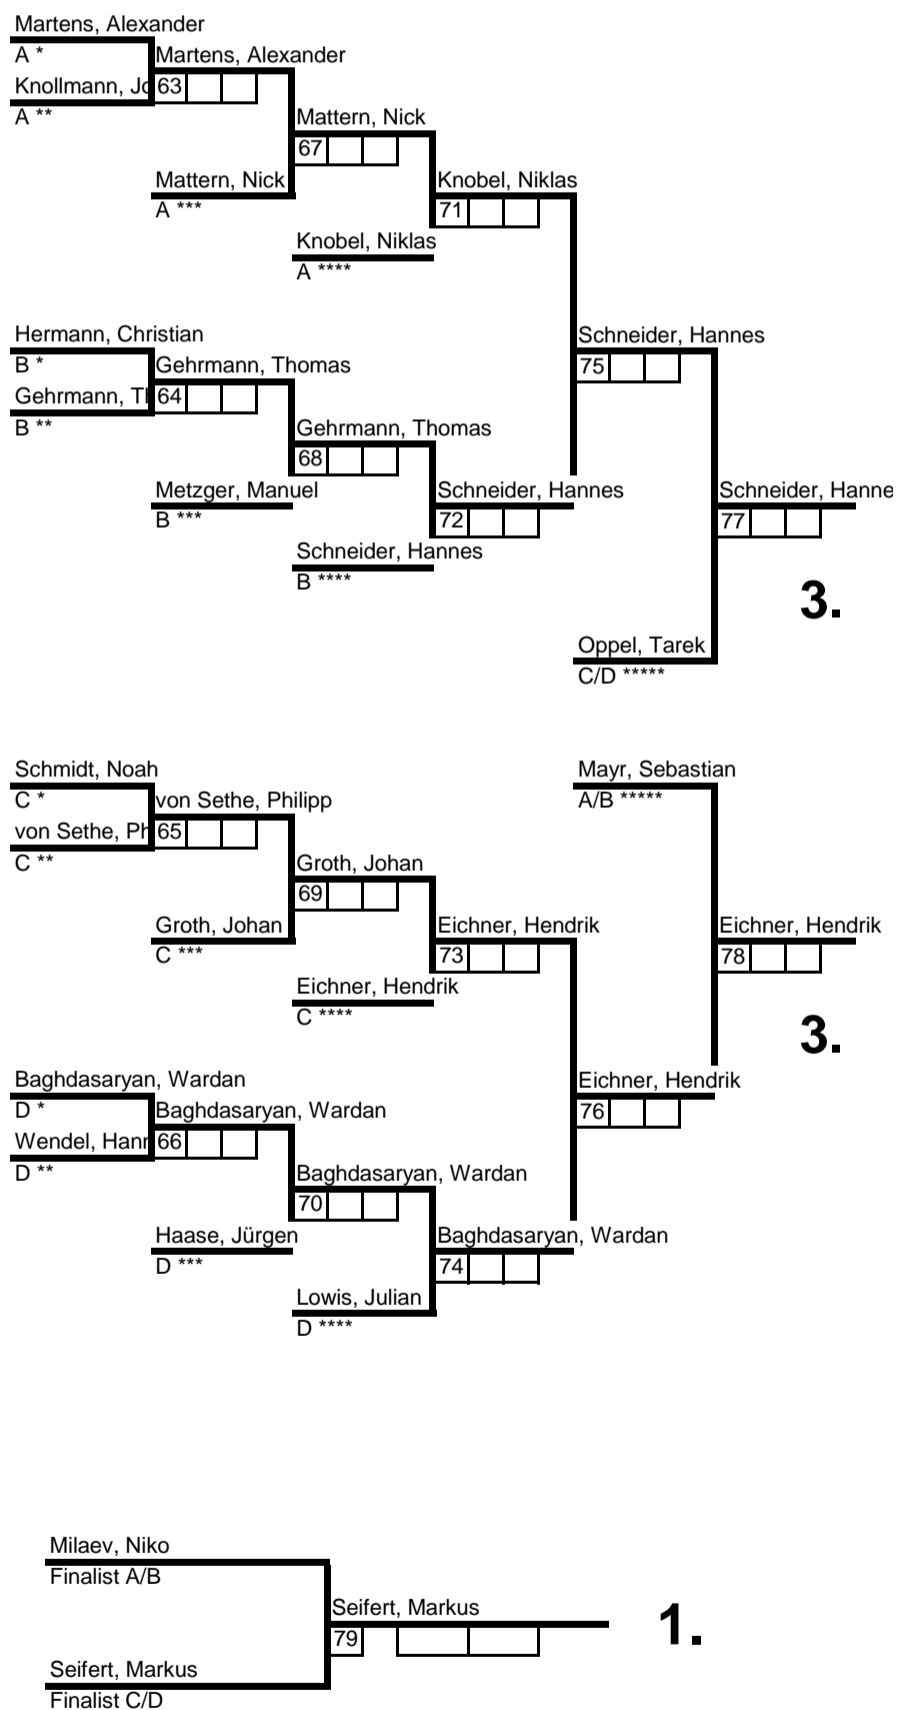 Martens, Alexander
A *
Martens, Alexander
Knollmann, Jo
63
A **
Mattern, Nick
67
Mattern, Nick
A ***
Knobel, Niklas
71
Knobel, Niklas
A ****
Hermann, Christian
B *
Gehrmann, Thomas
Schneider, Hannes
75
Gehrmann, Th
64
B **
Gehrmann, Thomas
68
Metzger, Manuel
B ***
Schneider, Hannes
72
Schneider, Hanne
77
Schneider, Hannes
B ****
3.
Oppel, Tarek
C/D *****
Schmidt, Noah
C *
Mayr, Sebastian
A/B *****
von Sethe, Philipp
von Sethe, Ph
65
C **
Groth, Johan
69
Groth, Johan
C ***
Eichner, Hendrik
73
Eichner, Hendrik
78
Eichner, Hendrik
C ****
3.
Baghdasaryan, Wardan
D *
Eichner, Hendrik
76
Baghdasaryan, Wardan
Wendel, Hann
66
D **
Baghdasaryan, Wardan
70
Haase, Jürgen
D ***
Baghdasaryan, Wardan
74
Lowis, Julian
D ****
Milaev, Niko
Finalist A/B
Seifert, Markus
79
1.
Seifert, Markus
Finalist C/D